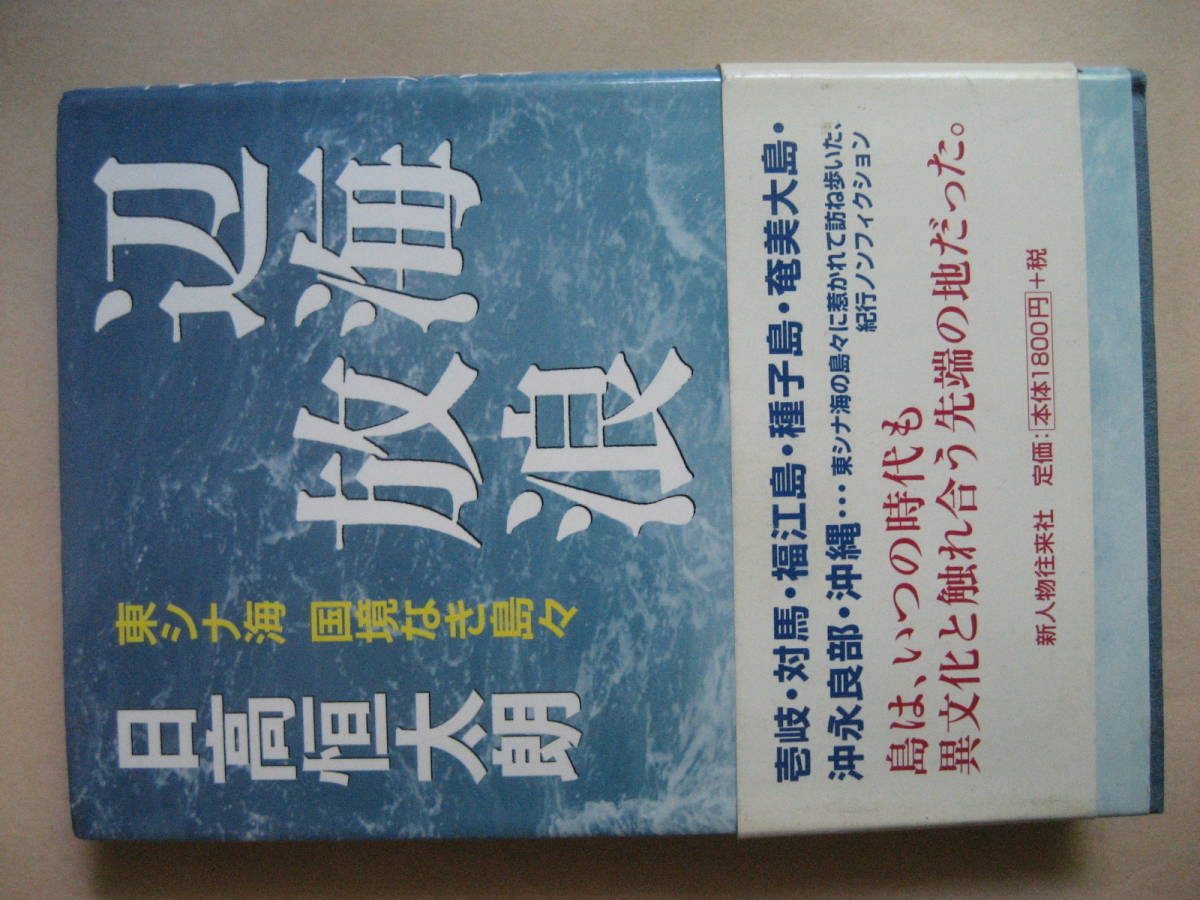 辺海
放浪
東シナ海 国境なき島々
日高恒太朗
壱岐・対馬・福江島・種子島・奄美大島・
沖永良部・沖縄…東シナ海の島々に惹かれて訪ね歩いた、
紀行ノンフィクション
島は、いつの時代も
異文化と触れ合う先端の地だった。
新人物往来社 定価：本体1800円+税